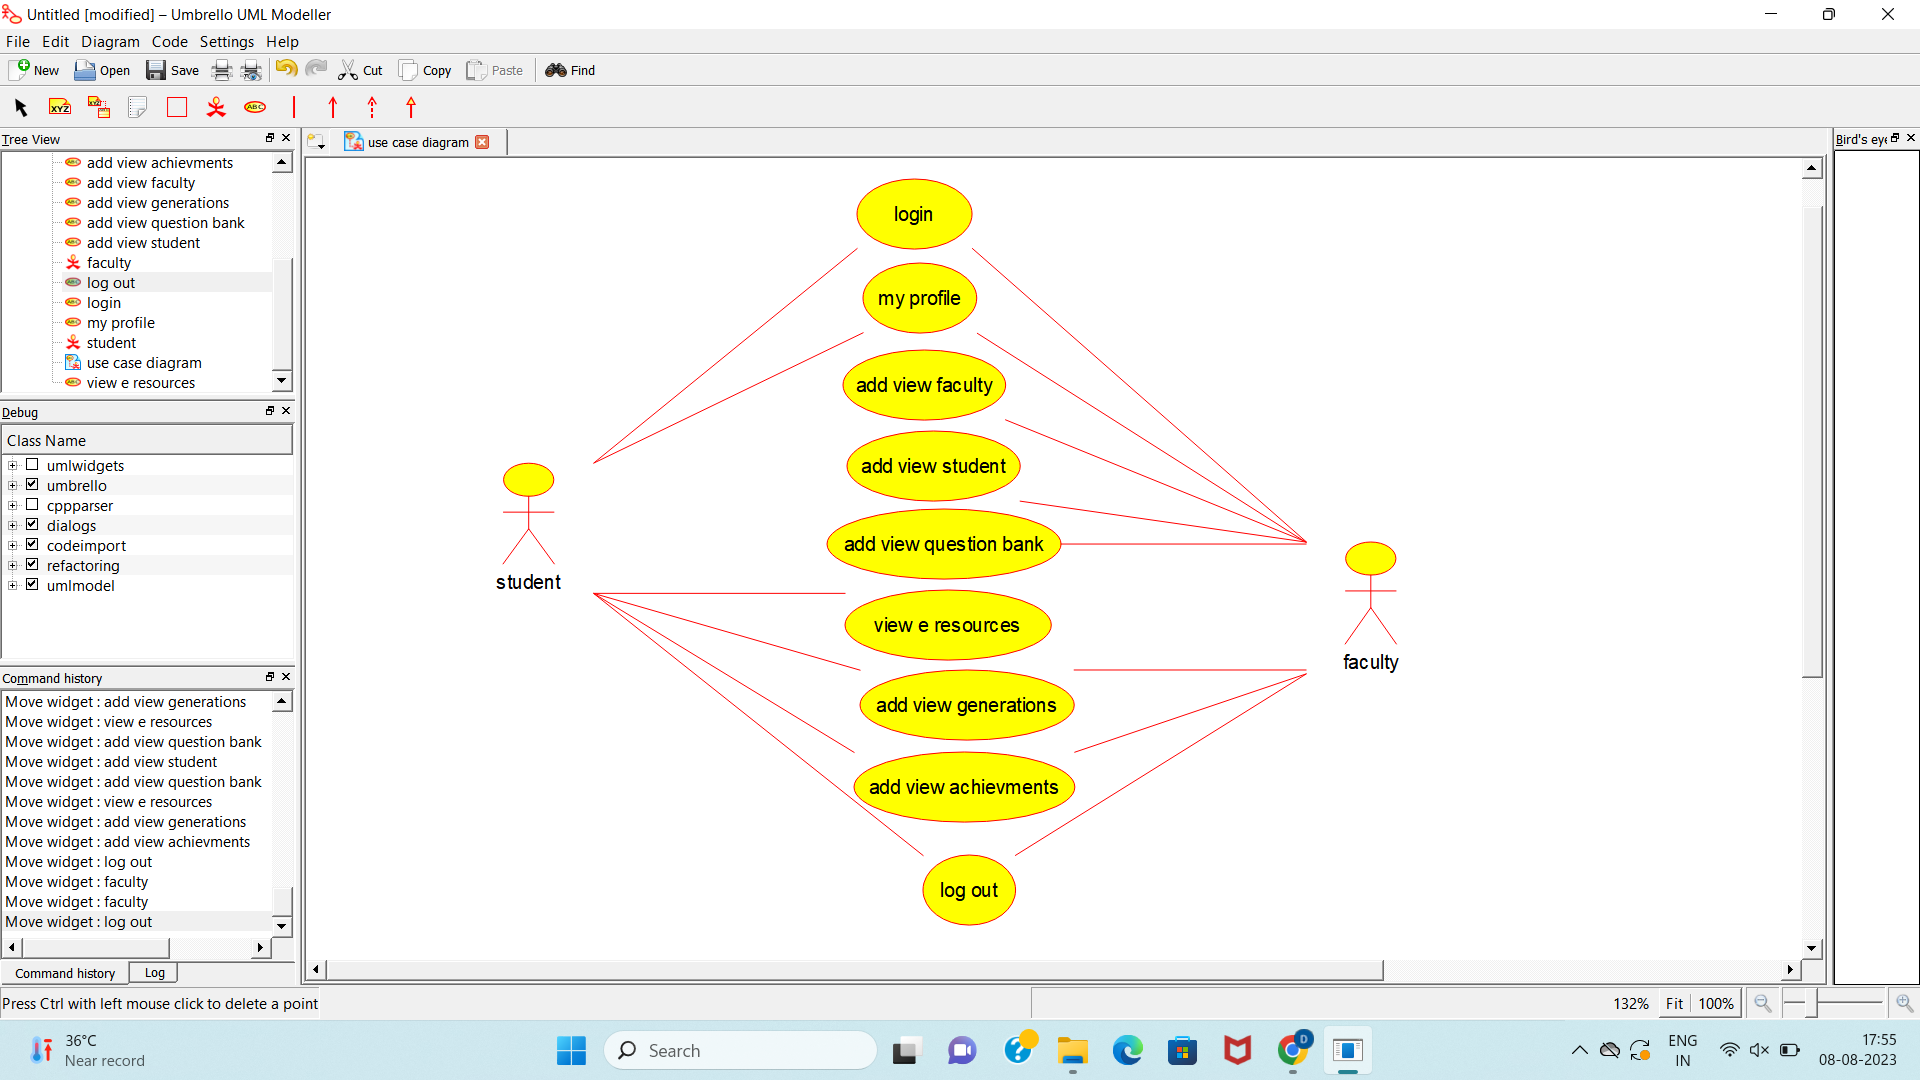 Untitled [modified] – Umbrello UML Modeller
File Edit Diagram Code Settings Help
New Open Save Cut Copy Paste Find
XYZ XYZ ABC
Tree View
use case diagram
Bird's eye
add view achievments
add view faculty
add view generations
add view question bank
add view student
faculty
log out
login
my profile
student
use case diagram
view e resources
Debug
Class Name
umlwidgets
umbrello
cppparser
dialogs
codeimport
refactoring
umlmodel
Command history
Move widget : add view generations
Move widget : view e resources
Move widget : add view question bank
Move widget : add view student
Move widget : add view question bank
Move widget : view e resources
Move widget : add view generations
Move widget : add view achievments
Move widget : log out
Move widget : faculty
Move widget : faculty
Move widget : log out
Command history Log
login
my profile
add view faculty
add view student
add view question bank
view e resources
add view generations
add view achievments
log out
student
faculty
Press Ctrl with left mouse click to delete a point
132% Fit 100%
36°C
Near record
Search
D
ENG
IN
17:55
08-08-2023